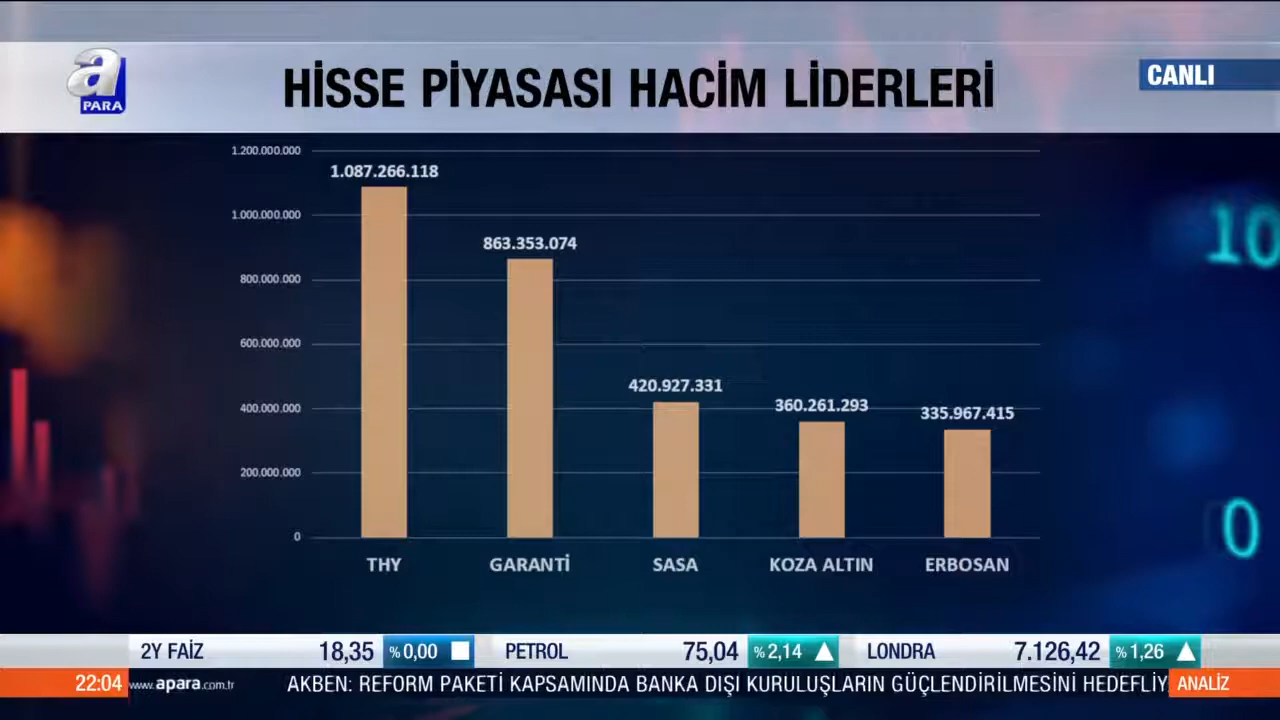 a
PARA
HİSSE PİYASASI HACİM LİDERLERİ
CANLI
1.200.000.000
1.087.266.118
1.000.000.000
863.353.074
800.000.000
600.000.000
420.927.331
400.000.000
360.261.293
335.967.415
200.000.000
0
THY GARANTİ SASA KOZA ALTIN ERBOSAN
10
0
2Y FAİZ 18,35 %0,00 PETROL 75,04 %2,14 LONDRA 7.126,42 %1,26
22:04 www.apara.com.tr AKBEN: REFORM PAKETİ KAPSAMINDA BANKA DIŞI KURULUŞLARIN GÜÇLENDİRİLMESİNİ HEDEFLİY ANALİZ